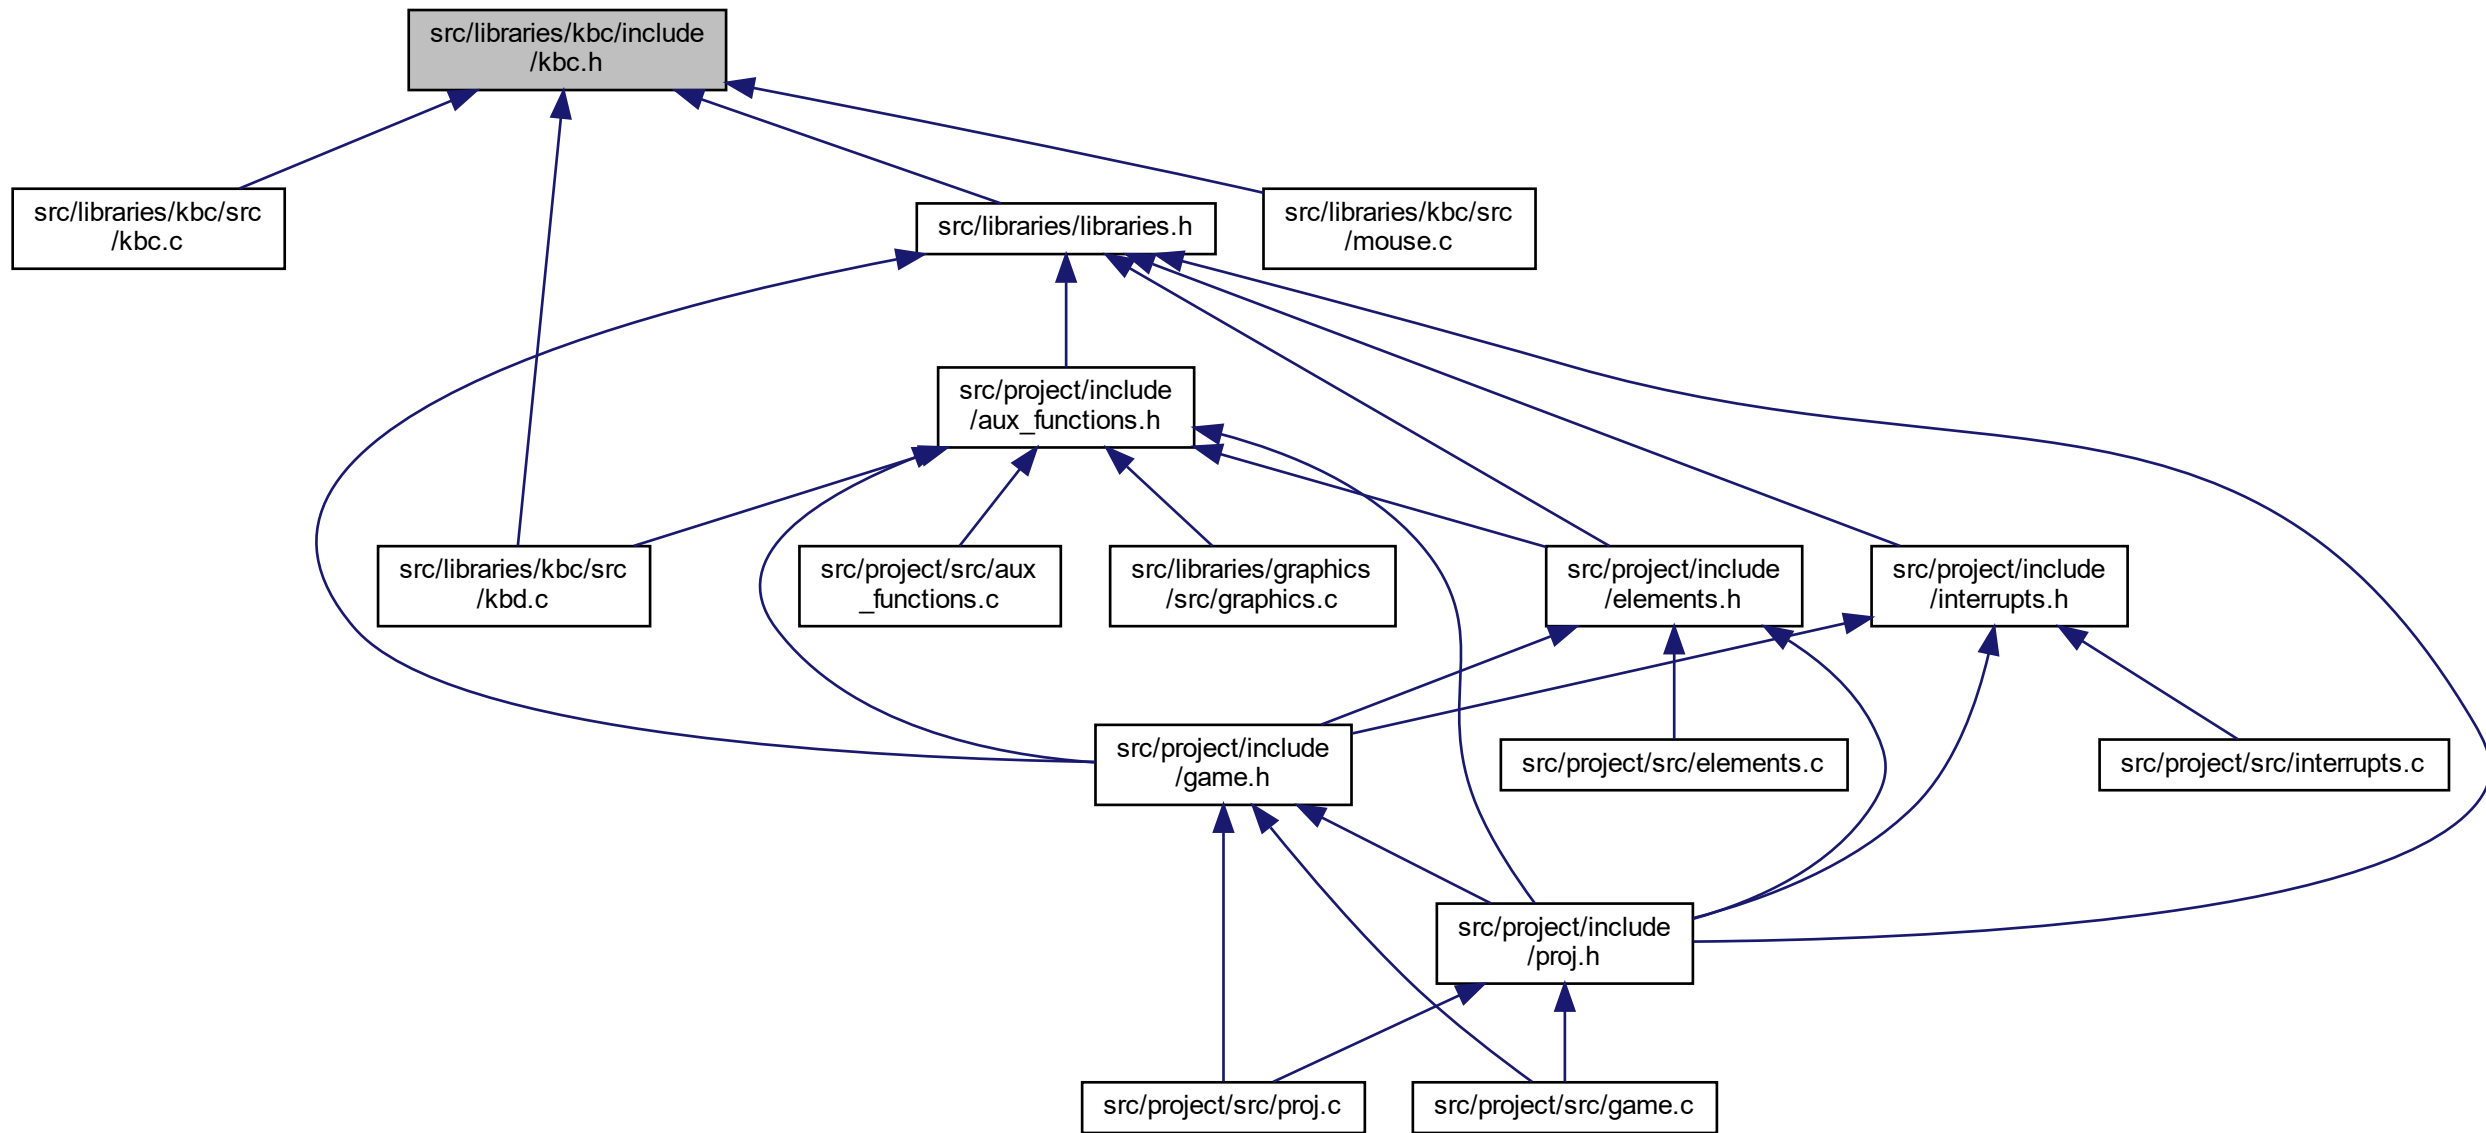 src/libraries/kbc/include
/kbc.h
src/libraries/kbc/src
/kbc.c
src/libraries/libraries.h
src/libraries/kbc/src
/mouse.c
src/project/include
/aux_functions.h
src/libraries/kbc/src
/kbd.c
src/project/src/aux
_functions.c
src/libraries/graphics
/src/graphics.c
src/project/include
/elements.h
src/project/include
/interrupts.h
src/project/include
/game.h
src/project/src/elements.c
src/project/src/interrupts.c
src/project/include
/proj.h
src/project/src/proj.c
src/project/src/game.c